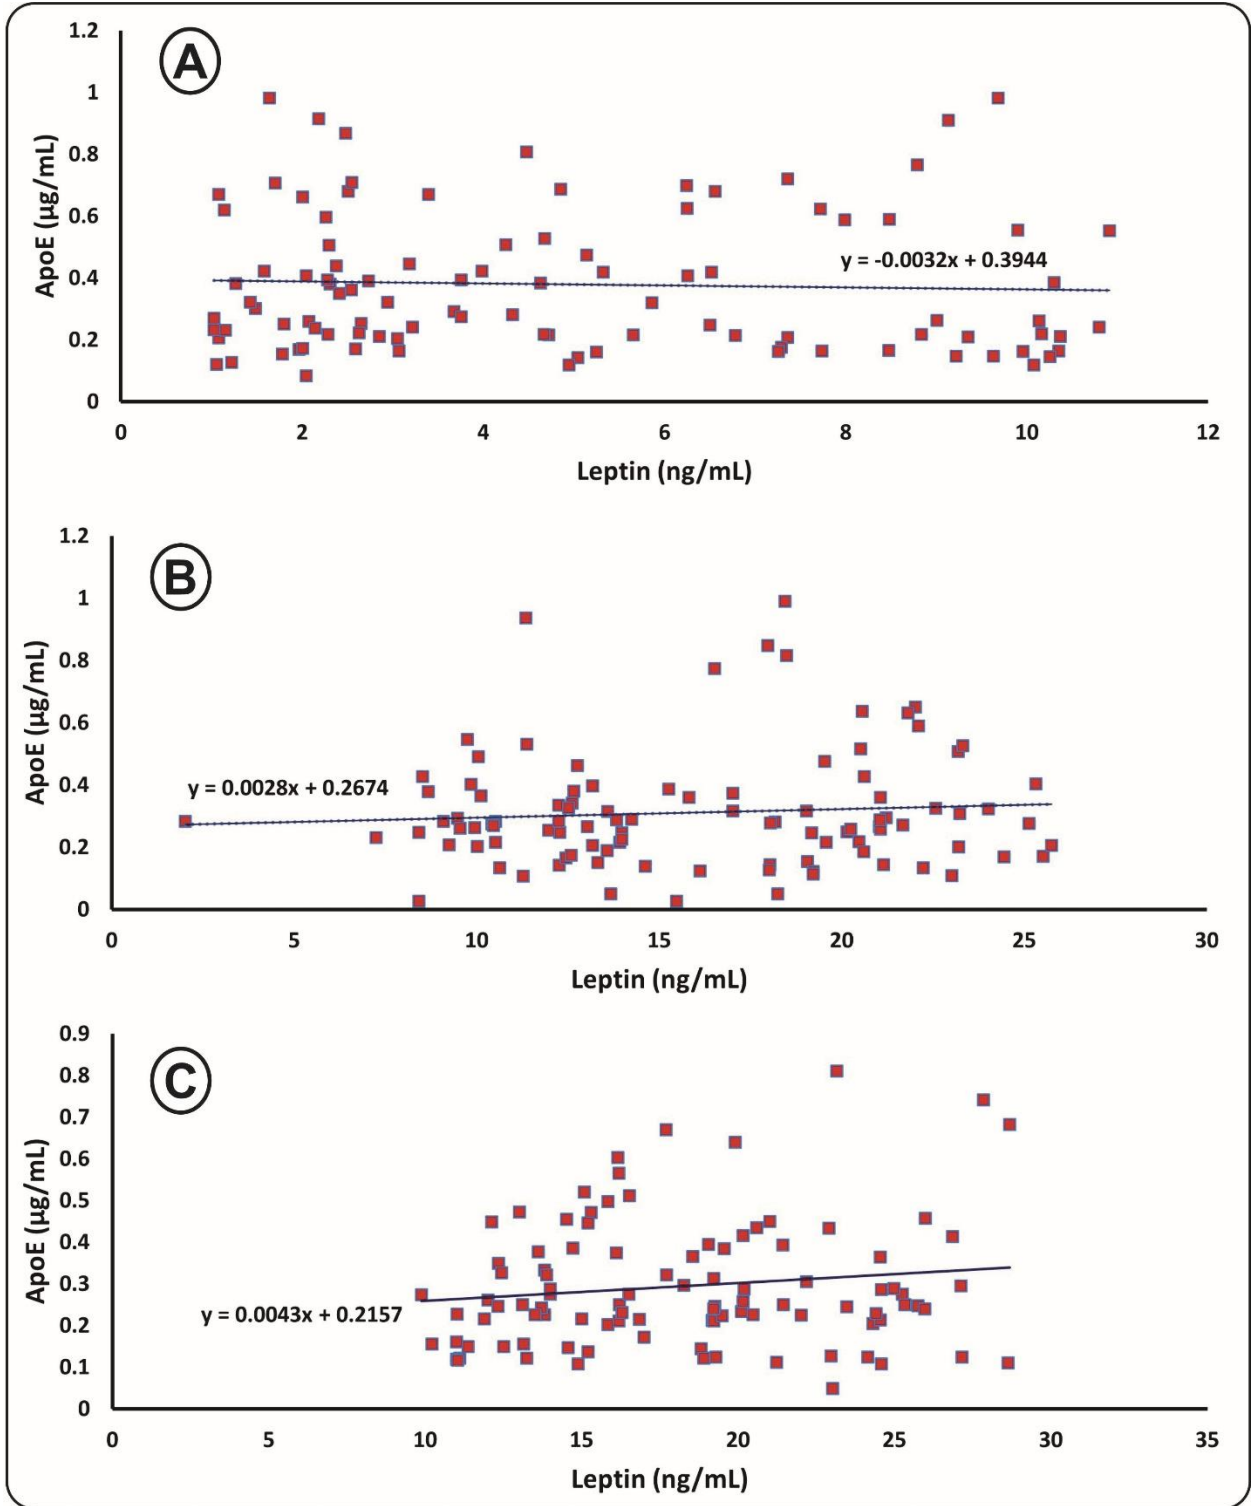 A
1.2
1
0.8
0.6
0.4
0.2
0
ApoE (µg/mL)
y = -0.0032x + 0.3944
0 2 4 6 8 10 12
Leptin (ng/mL)
B
1.2
1
0.8
0.6
0.4
0.2
0
ApoE (µg/mL)
y = 0.0028x + 0.2674
0 5 10 15 20 25 30
Leptin (ng/mL)
C
0.9
0.8
0.7
0.6
0.5
0.4
0.3
0.2
0.1
0
ApoE (µg/mL)
y = 0.0043x + 0.2157
0 5 10 15 20 25 30 35
Leptin (ng/mL)